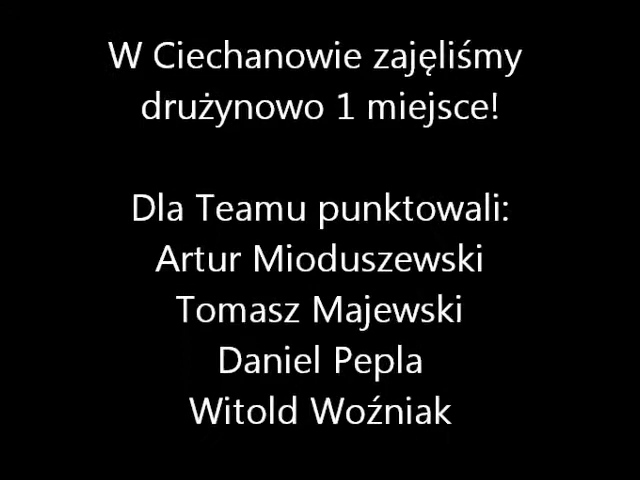 W Ciechanowie zajęliśmy
drużynowo 1 miejsce!
Dla Teamu punktowali:
Artur Mioduszewski
Tomasz Majewski
Daniel Pepla
Witold Woźniak